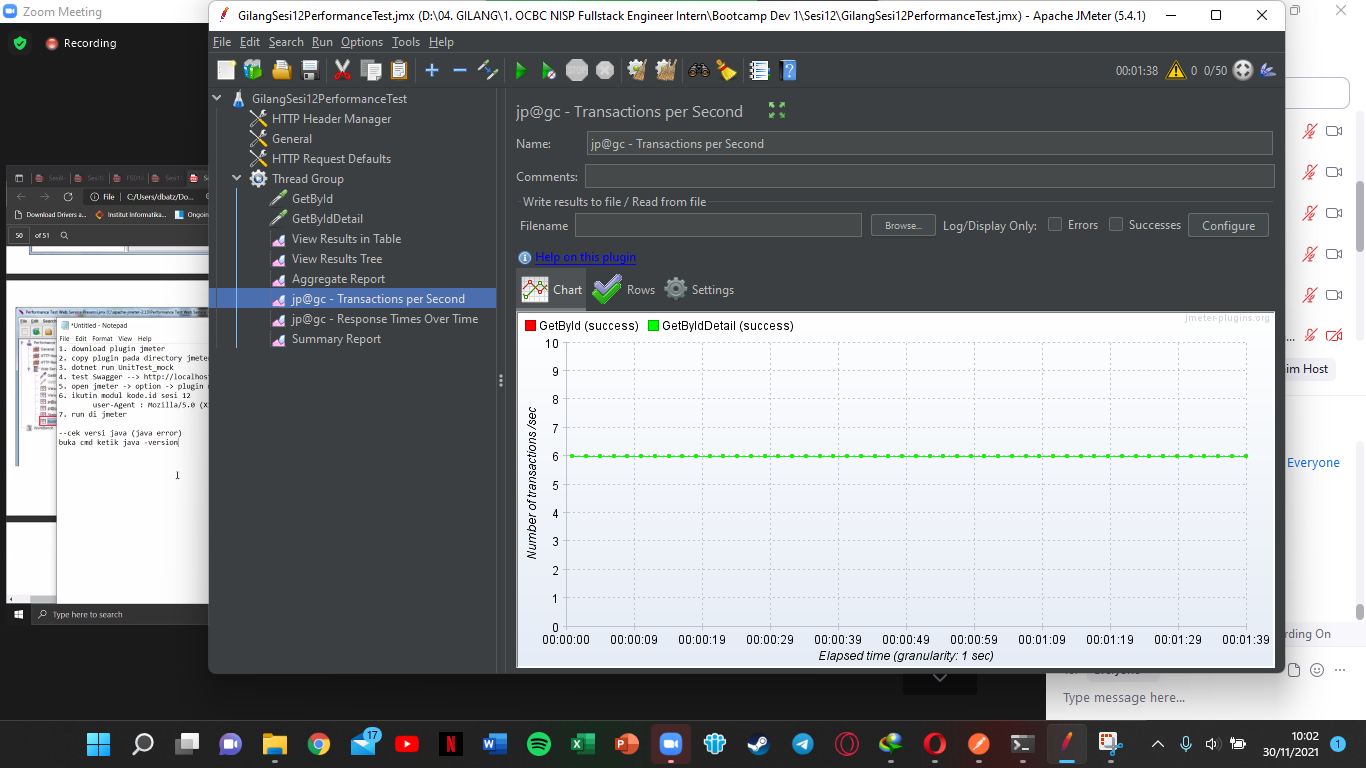 Zoom Meeting
Recording
GilangSesi12PerformanceTest.jmx (D:\04. GILANG\1. OCBC NISP Fullstack Engineer Intern\Bootcamp Dev 1\Sesi12\GilangSesi12PerformanceTest.jmx) - Apache JMeter (5.4.1)
File Edit Search Run Options Tools Help
00:01:38 0 0/50
GilangSesi12PerformanceTest
HTTP Header Manager
General
HTTP Request Defaults
Thread Group
GetById
GetByIdDetail
View Results in Table
View Results Tree
Aggregate Report
jp@gc - Transactions per Second
jp@gc - Response Times Over Time
Summary Report
jp@gc - Transactions per Second
Name: jp@gc - Transactions per Second
Comments:
Write results to file / Read from file
Filename Browse... Log/Display Only: Errors Successes Configure
Help on this plugin
Chart Rows Settings
GetById (success) GetByIdDetail (success)
jmeter-plugins.org
10
9
8
7
6
5
4
3
2
1
0
Number of transactions /sec
00:00:00 00:00:09 00:00:19 00:00:29 00:00:39 00:00:49 00:00:59 00:01:09 00:01:19 00:01:29 00:01:39
Elapsed time (granularity: 1 sec)
File C:/Users/dbatz/Do...
Download Drivers a... Institut Informatika... Ongoin
50 of 51
*Untitled - Notepad
File Edit Format View Help
1. download plugin jmeter
2. copy plugin pada directory jmeter
3. dotnet run UnitTest_mock
4. test Swagger --> http://localhos
5. open jmeter -> option -> plugin
6. ikutin modul kode.id sesi 12
user-Agent : Mozilla/5.0 (X
7. run di jmeter
--cek versi java (java error)
buka cmd ketik java -version
Type here to search
im Host
Everyone
rding On
Type message here...
17
10:02
30/11/2021
1